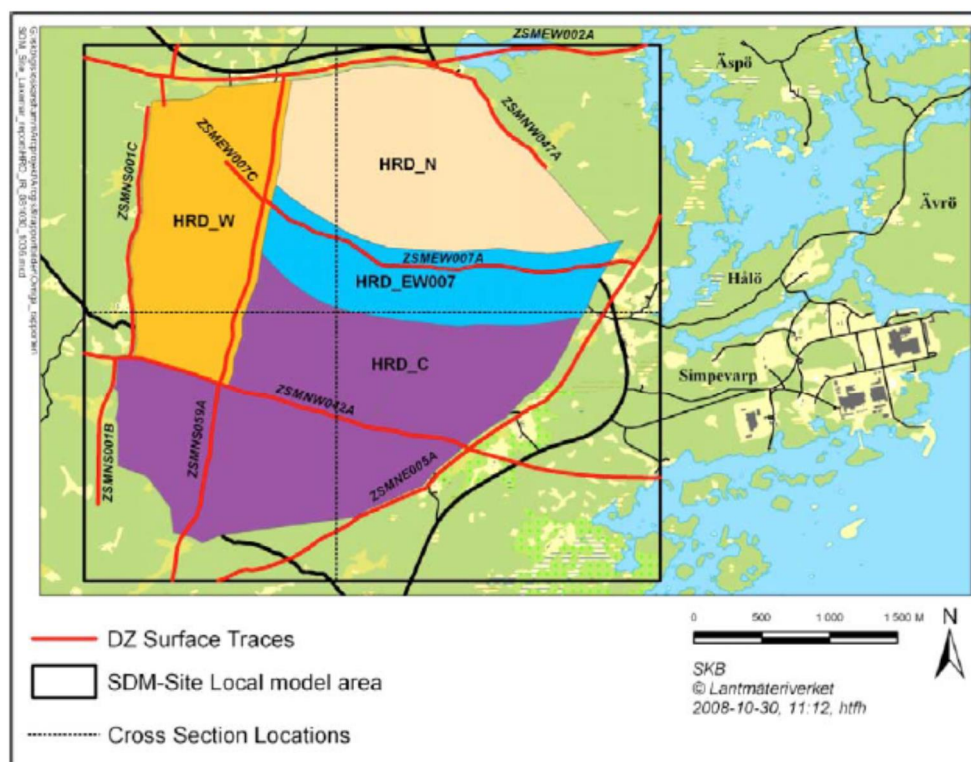 ZSMEW002A
Äspö
ZSMNW047A
ZSMEW007C
HRD_N
ZSMNS001C
HRD_W
Ävrö
ZSMEW007A
HRD_EW007
Hålö
HRD_C
Simpevarp
ZSMNW042A
ZSMNS059A
ZSMNS001B
ZSMNE005A
DZ Surface Traces
SDM-Site Local model area
Cross Section Locations
0 500 1 000 1 500 M
N
SKB
© Lantmäteriverket
2008-10-30, 11:12, htfh